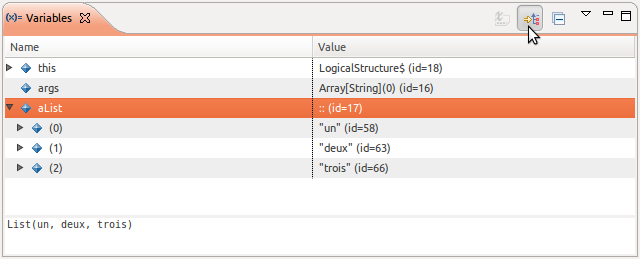 (x)= Variables
Name Value
this LogicalStructure$ (id=18)
args Array[String](0) (id=16)
aList :: (id=17)
(0) "un" (id=58)
(1) "deux" (id=63)
(2) "trois" (id=66)
List(un, deux, trois)